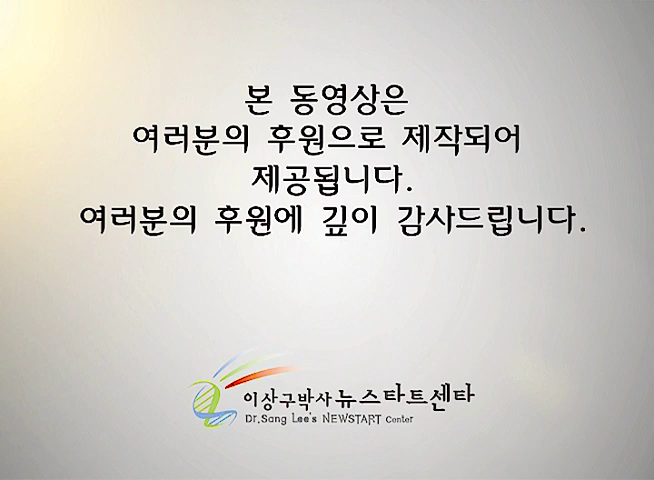 본 동영상은
여러분의 후원으로 제작되어
제공됩니다.
여러분의 후원에 깊이 감사드립니다.
이상구박사 뉴스타트센타
Dr.Sang Lee's NEWSTART Center